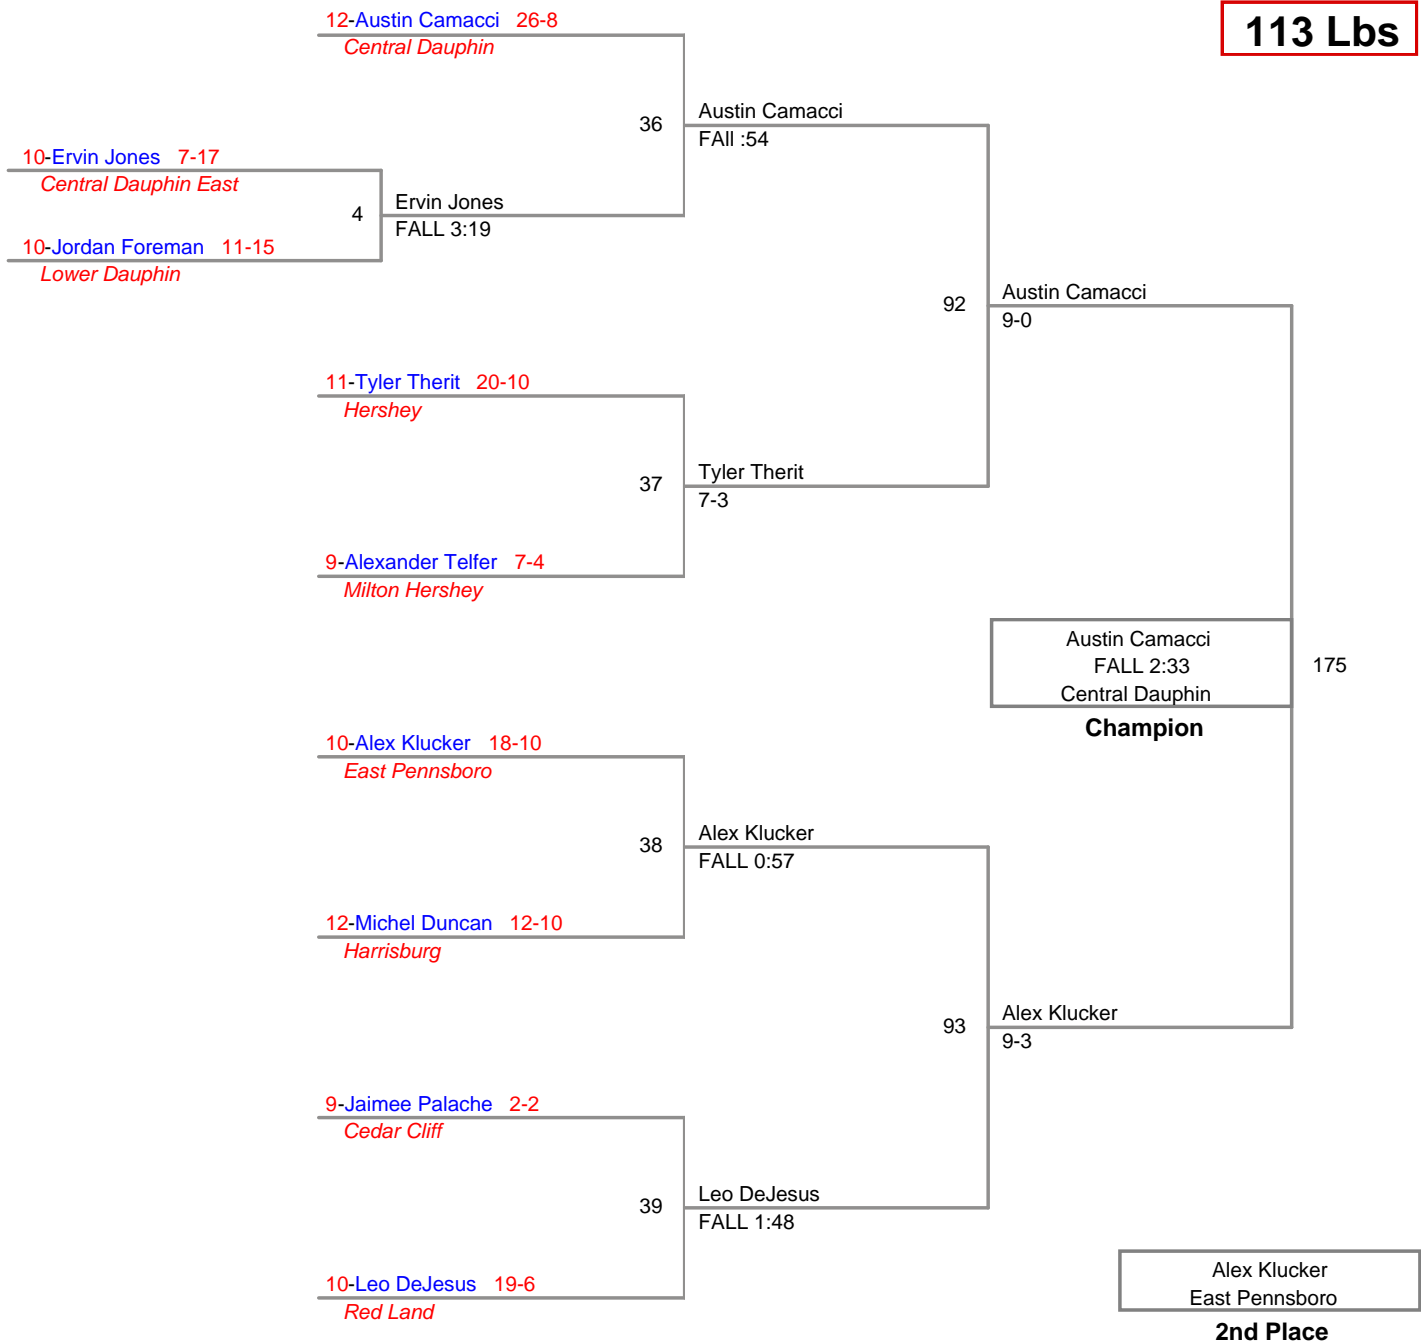 12-Austin Camacci 26-8
Central Dauphin
113 Lbs
36
Austin Camacci
FAll :54
10-Ervin Jones 7-17
Central Dauphin East
4
Ervin Jones
FALL 3:19
10-Jordan Foreman 11-15
Lower Dauphin
92
Austin Camacci
9-0
11-Tyler Therit 20-10
Hershey
37
Tyler Therit
7-3
9-Alexander Telfer 7-4
Milton Hershey
Austin Camacci
FALL 2:33
Central Dauphin
175
Champion
10-Alex Klucker 18-10
East Pennsboro
38
Alex Klucker
FALL 0:57
12-Michel Duncan 12-10
Harrisburg
93
Alex Klucker
9-3
9-Jaimee Palache 2-2
Cedar Cliff
39
Leo DeJesus
FALL 1:48
10-Leo DeJesus 19-6
Red Land
Alex Klucker
East Pennsboro
2nd Place